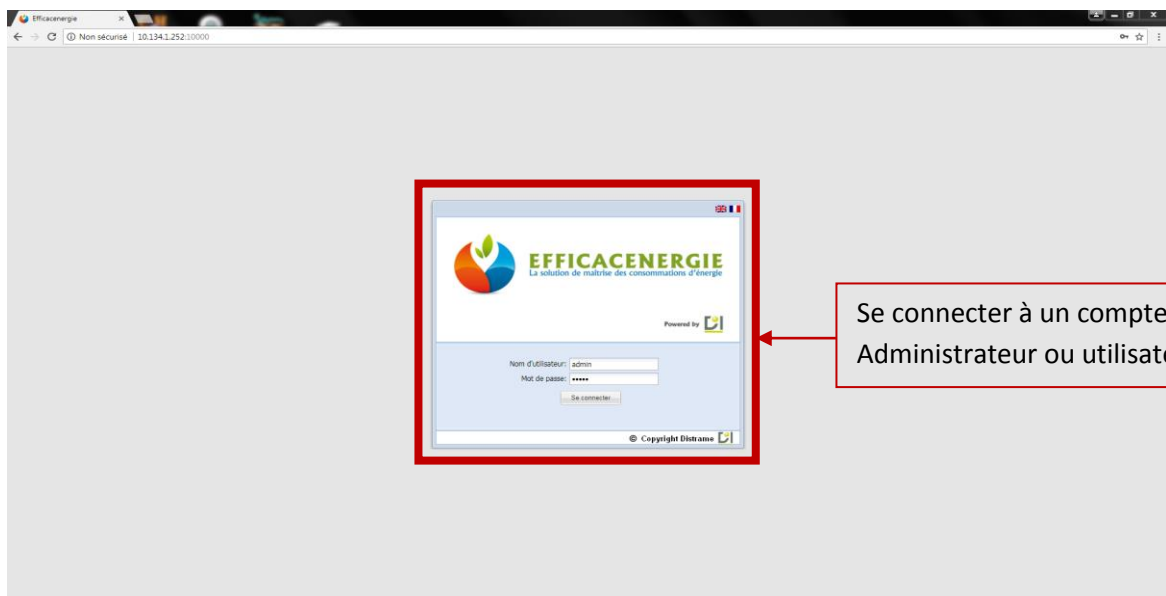 Efficacenergie
Non sécurisé 10.134.1.252:10000
EFFICACENERGIE
La solution de maîtrise des consommations d'énergie
Powered by
Nom d'utilisateur: admin
Mot de passe: •••••
Se connecter
© Copyright Distrame
Se connecter à un compte
Administrateur ou utilisate